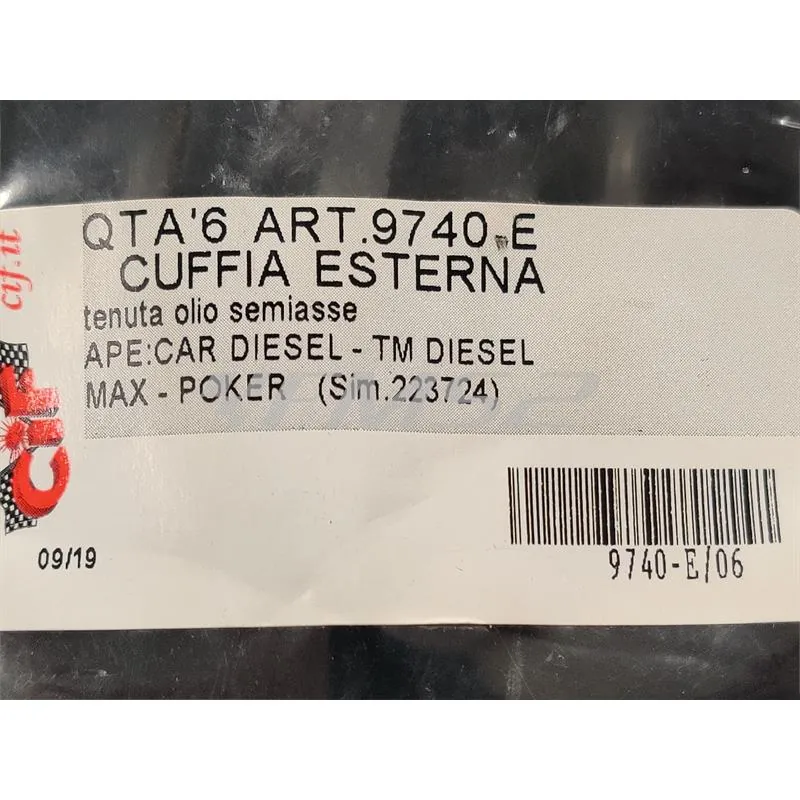 QTA'6 ART.9740-E
CUFFIA ESTERNA
tenuta olio semiasse
APE:CAR DIESEL - TM DIESEL
MAX - POKER (Sim.223724)
cif.it
CIF
09/19
9740-E/06